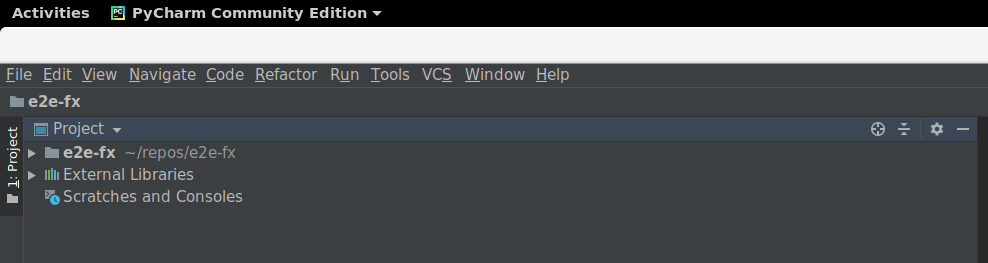 Activities PyCharm Community Edition
File Edit View Navigate Code Refactor Run Tools VCS Window Help
e2e-fx
1: Project
Project
e2e-fx ~/repos/e2e-fx
External Libraries
Scratches and Consoles